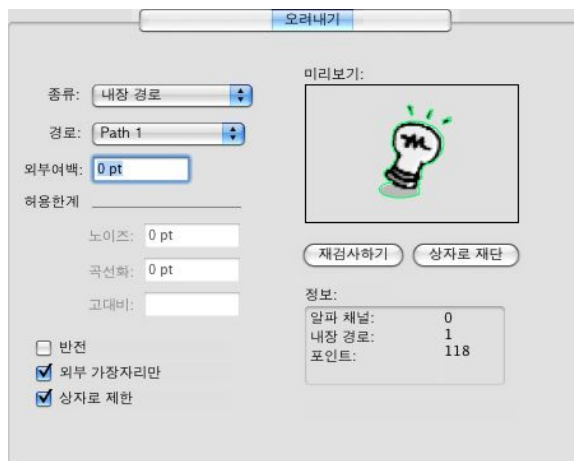 오려내기
종류: 내장 경로
경로: Path 1
외부여백: 0 pt
허용한계
노이즈: 0 pt
곡선화: 0 pt
고대비:
반전
외부 가장자리만
상자로 제한
미리보기:
재검사하기 상자로 재단
정보:
알파 채널: 0
내장 경로: 1
포인트: 118